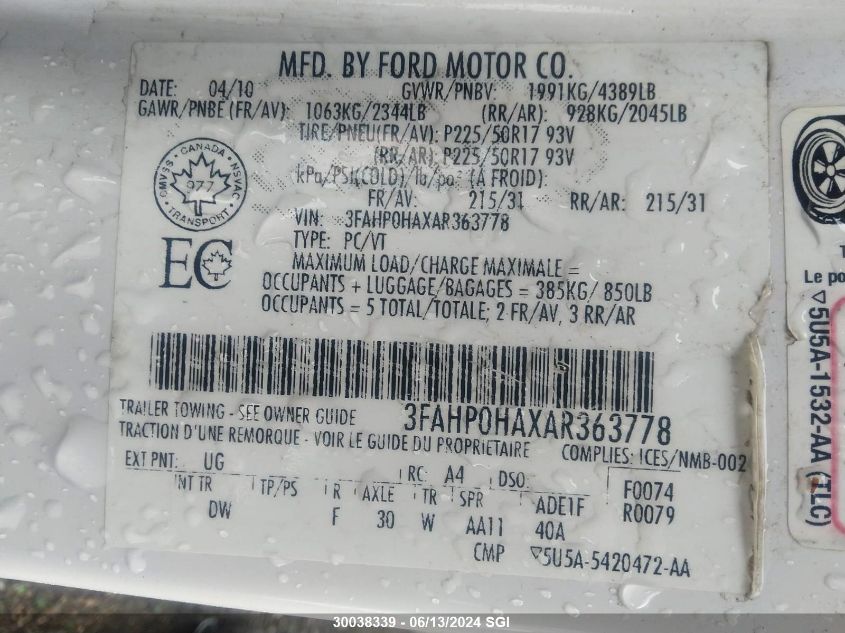 MFD. BY FORD MOTOR CO.
DATE: 04/10 GVWR/PNBV: 1991KG/4389LB
GAWR/PNBE (FR/AV): 1063KG/2344LB (RR/AR): 928KG/2045LB
TIRE/PNEU(FR/AV): P225/50R17 93V
(RR/AR): P225/50R17 93V
kPa/PSI(COLD)/lb/po² (A FROID)
FR/AV: 215/31 RR/AR: 215/31
VIN: 3FAHP0HAXAR363778
TYPE: PC/VT
MAXIMUM LOAD/CHARGE MAXIMALE =
OCCUPANTS + LUGGAGE/BAGAGES = 385KG/ 850LB
OCCUPANTS = 5 TOTAL/TOTALE; 2 FR/AV, 3 RR/AR
CMVSS CANADA NSVAC
977
TRANSPORT
EC
TRAILER TOWING - SEE OWNER GUIDE 3FAHP0HAXAR363778
TRACTION D'UNE REMORQUE - VOIR LE GUIDE DU PROPRIETAIRE COMPLIES: ICES/NMB-002
EXT PNT: UG RC: A4 DSO: F0074
INT TR TP/PS R AXLE TR SPR ADE1F R0079
DW F 30 W AA11 40A
CMP 5U5A-5420472-AA
T
Le po
5U5A-1532-AA (TLC)
30038339 - 06/13/2024 SGI